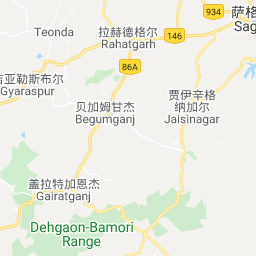 934
萨格
Sag
Teonda
拉赫德格尔
Rahatgarh
146
吉亚勒斯布尔
Gyaraspur
86A
贝加姆甘杰
Begumganj
贾伊辛格
纳加尔
Jaisinagar
盖拉特加恩杰
Gairatganj
Dehgaon-Bamori
Range